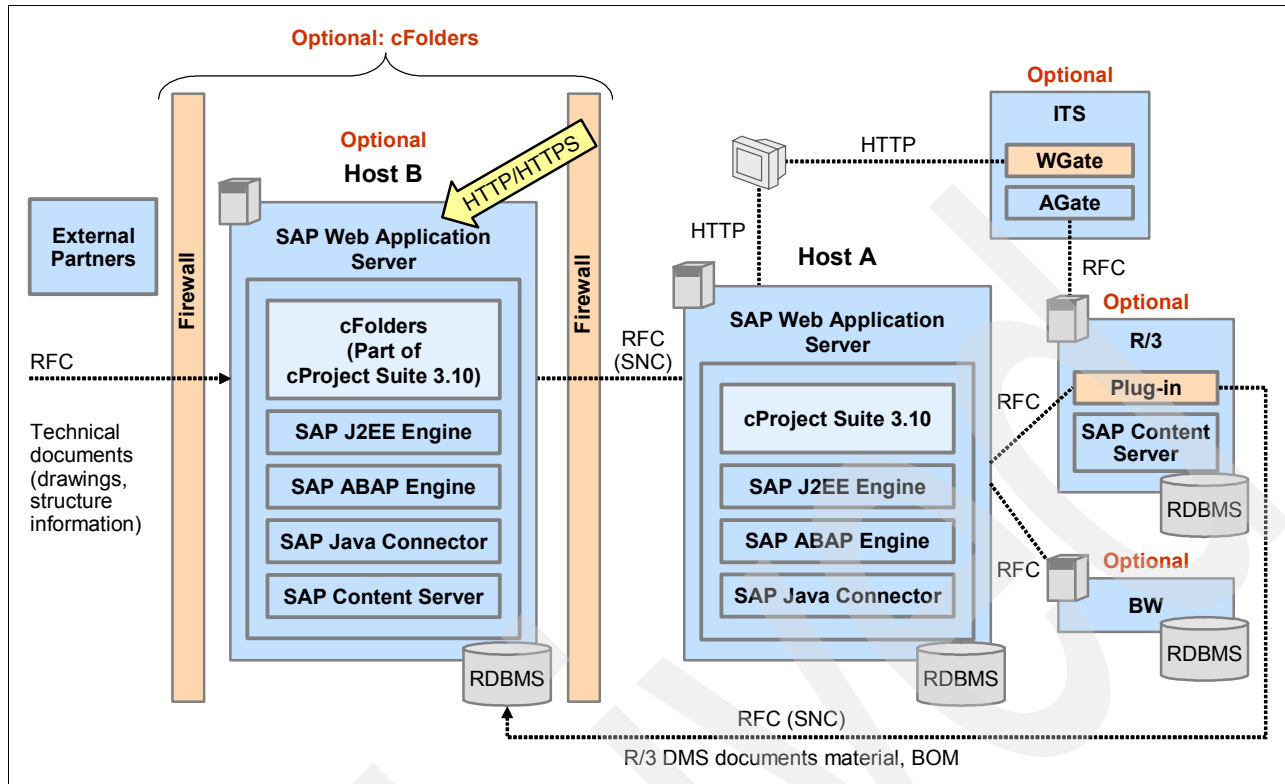 Optional: cFolders
Optional
Host B
HTTP/HTTPS
External
Partners
Firewall
SAP Web Application
Server
cFolders
(Part of
cProject Suite 3.10)
SAP J2EE Engine
SAP ABAP Engine
SAP Java Connector
SAP Content Server
RDBMS
Firewall
RFC
Technical
documents
(drawings,
structure
information)
RFC
(SNC)
HTTP
HTTP
Host A
SAP Web Application
Server
cProject Suite 3.10
SAP J2EE Engine
SAP ABAP Engine
SAP Java Connector
RDBMS
Optional
ITS
WGate
AGate
RFC
Optional
R/3
Plug-in
SAP Content
Server
RDBMS
RFC
RFC
Optional
BW
RDBMS
RFC (SNC)
R/3 DMS documents material, BOM